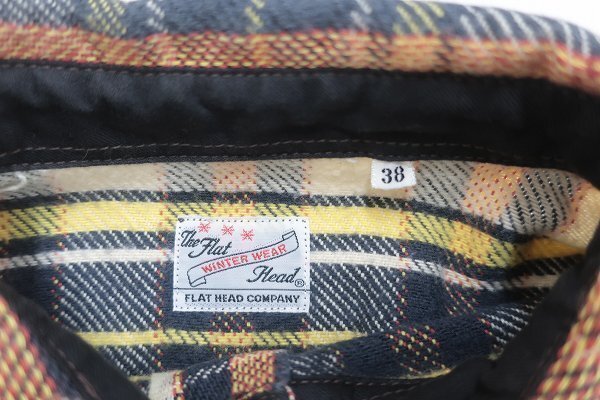 38
The Flat
WINTER WEAR
Head®
FLAT HEAD COMPANY